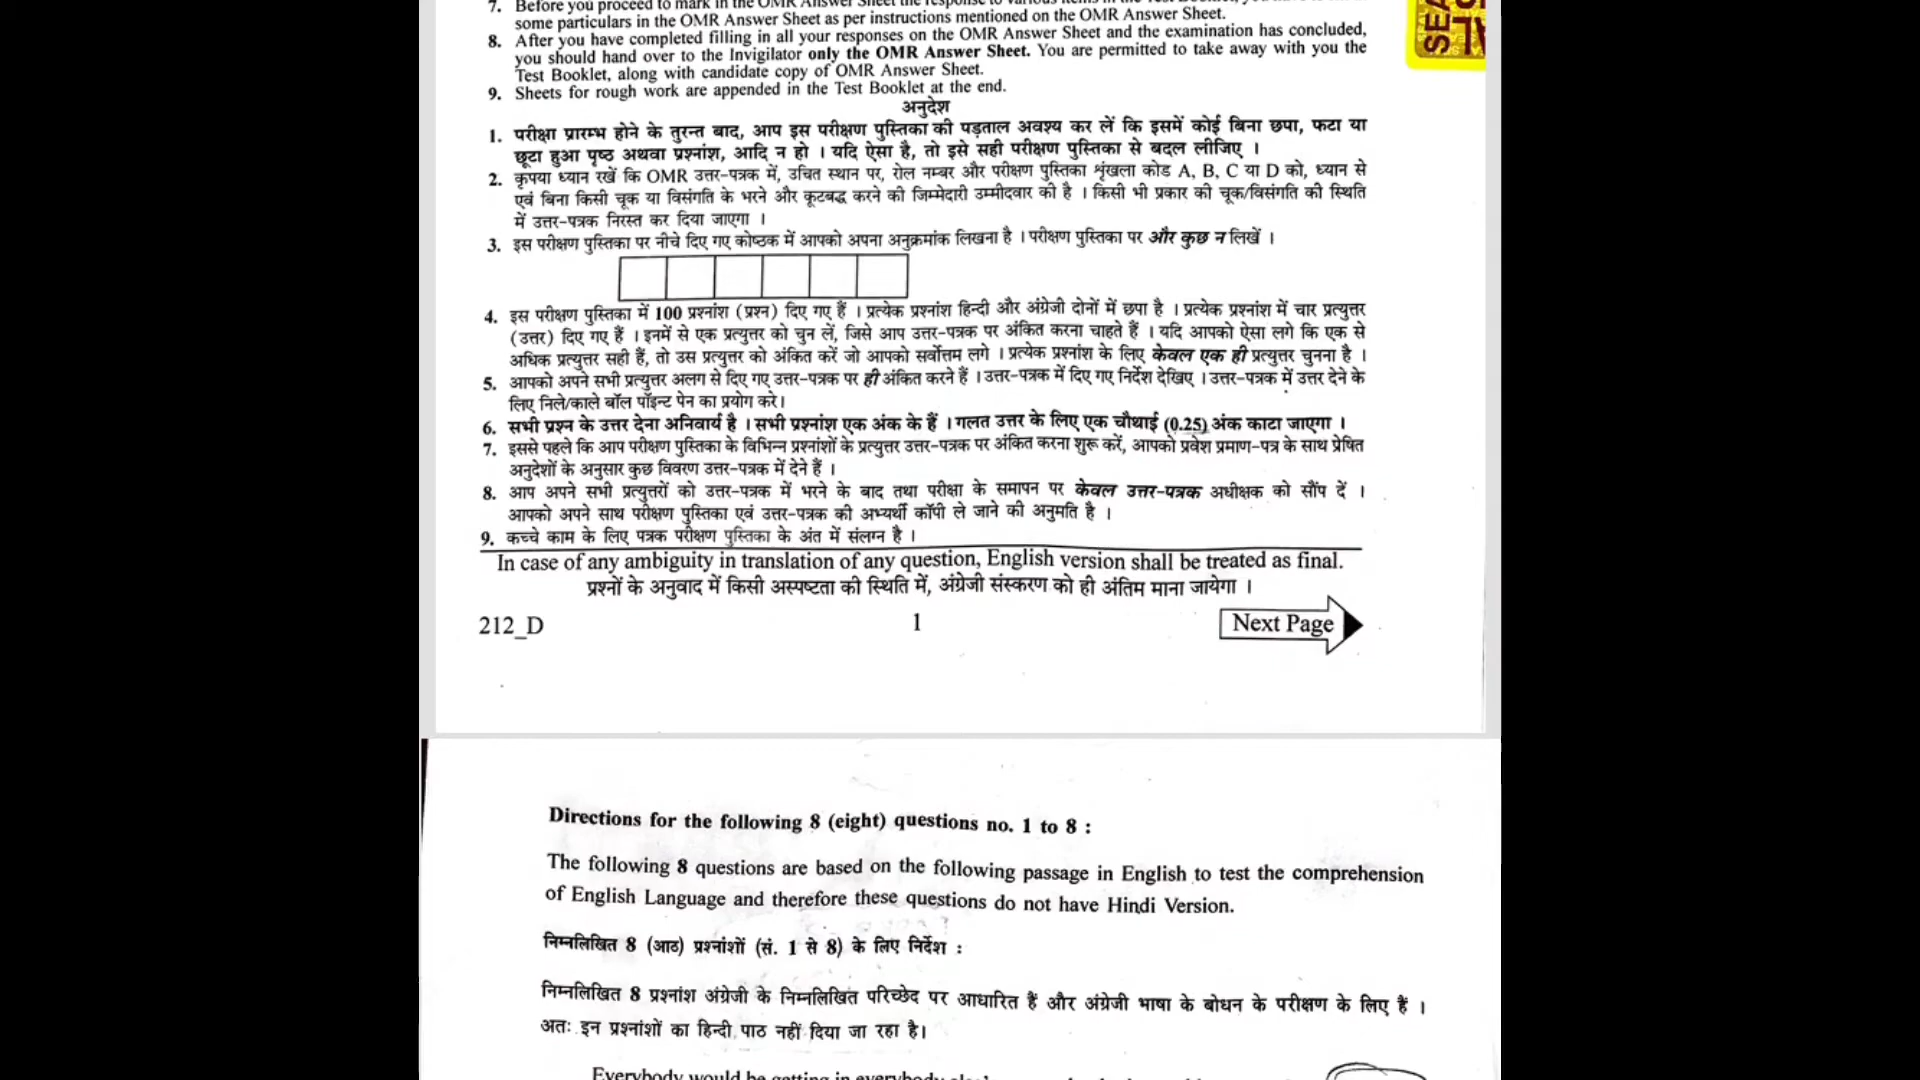 7. Before you proceed to mark in the OMR Answer Sheet the response to various items in the Test Booklet, you have to fill in
some particulars in the OMR Answer Sheet as per instructions mentioned on the OMR Answer Sheet.
8. After you have completed filling in all your responses on the OMR Answer Sheet and the examination has concluded,
you should hand over to the Invigilator only the OMR Answer Sheet. You are permitted to take away with you the
Test Booklet, along with candidate copy of OMR Answer Sheet.
9. Sheets for rough work are appended in the Test Booklet at the end.
SEA
अनुदेश
1. परीक्षा प्रारम्भ होने के तुरन्त बाद, आप इस परीक्षण पुस्तिका की पड़ताल अवश्य कर लें कि इसमें कोई बिना छपा, फटा या
छूटा हुआ पृष्ठ अथवा प्रश्नांश, आदि न हो । यदि ऐसा है, तो इसे सही परीक्षण पुस्तिका से बदल लीजिए ।
2. कृपया ध्यान रखें कि OMR उत्तर-पत्रक में, उचित स्थान पर, रोल नम्बर और परीक्षण पुस्तिका शृंखला कोड A, B, C या D को, ध्यान से
एवं बिना किसी चूक या विसंगति के भरने और कूटबद्ध करने की जिम्मेदारी उम्मीदवार की है । किसी भी प्रकार की चूक/विसंगति की स्थिति
में उत्तर-पत्रक निरस्त कर दिया जाएगा ।
3. इस परीक्षण पुस्तिका पर नीचे दिए गए कोष्ठक में आपको अपना अनुक्रमांक लिखना है । परीक्षण पुस्तिका पर और कुछ न लिखें ।
4. इस परीक्षण पुस्तिका में 100 प्रश्नांश (प्रश्न) दिए गए हैं । प्रत्येक प्रश्नांश हिन्दी और अंग्रेजी दोनों में छपा है । प्रत्येक प्रश्नांश में चार प्रत्युत्तर
(उत्तर) दिए गए हैं । इनमें से एक प्रत्युत्तर को चुन लें, जिसे आप उत्तर-पत्रक पर अंकित करना चाहते हैं । यदि आपको ऐसा लगे कि एक से
अधिक प्रत्युत्तर सही हैं, तो उस प्रत्युत्तर को अंकित करें जो आपको सर्वोत्तम लगे । प्रत्येक प्रश्नांश के लिए केवल एक ही प्रत्युत्तर चुनना है ।
5. आपको अपने सभी प्रत्युत्तर अलग से दिए गए उत्तर-पत्रक पर ही अंकित करने हैं । उत्तर-पत्रक में दिए गए निर्देश देखिए । उत्तर-पत्रक में उत्तर देने के
लिए निले/काले बॉल पॉइन्ट पेन का प्रयोग करे।
6. सभी प्रश्न के उत्तर देना अनिवार्य है । सभी प्रश्नांश एक अंक के हैं । गलत उत्तर के लिए एक चौथाई (0.25) अंक काटा जाएगा ।
7. इससे पहले कि आप परीक्षण पुस्तिका के विभिन्न प्रश्नांशों के प्रत्युत्तर उत्तर-पत्रक पर अंकित करना शुरू करें, आपको प्रवेश प्रमाण-पत्र के साथ प्रेषित
अनुदेशों के अनुसार कुछ विवरण उत्तर-पत्रक में देने हैं ।
8. आप अपने सभी प्रत्युत्तरों को उत्तर-पत्रक में भरने के बाद तथा परीक्षा के समापन पर केवल उत्तर-पत्रक अधीक्षक को सौंप दें ।
आपको अपने साथ परीक्षण पुस्तिका एवं उत्तर-पत्रक की अभ्यर्थी कॉपी ले जाने की अनुमति है ।
9. कच्चे काम के लिए पत्रक परीक्षण पुस्तिका के अंत में संलग्न है ।
In case of any ambiguity in translation of any question, English version shall be treated as final.
प्रश्नों के अनुवाद में किसी अस्पष्टता की स्थिति में, अंग्रेजी संस्करण को ही अंतिम माना जायेगा ।
212_D 1 Next Page
Directions for the following 8 (eight) questions no. 1 to 8 :
The following 8 questions are based on the following passage in English to test the comprehension
of English Language and therefore these questions do not have Hindi Version.
निम्नलिखित 8 (आठ) प्रश्नांशों (सं. 1 से 8) के लिए निर्देश :
निम्नलिखित 8 प्रश्नांश अंग्रेजी के निम्नलिखित परिच्छेद पर आधारित हैं और अंग्रेजी भाषा के बोधन के परीक्षण के लिए हैं ।
अतः इन प्रश्नांशों का हिन्दी पाठ नहीं दिया जा रहा है।
Everybody would be getting in everybody